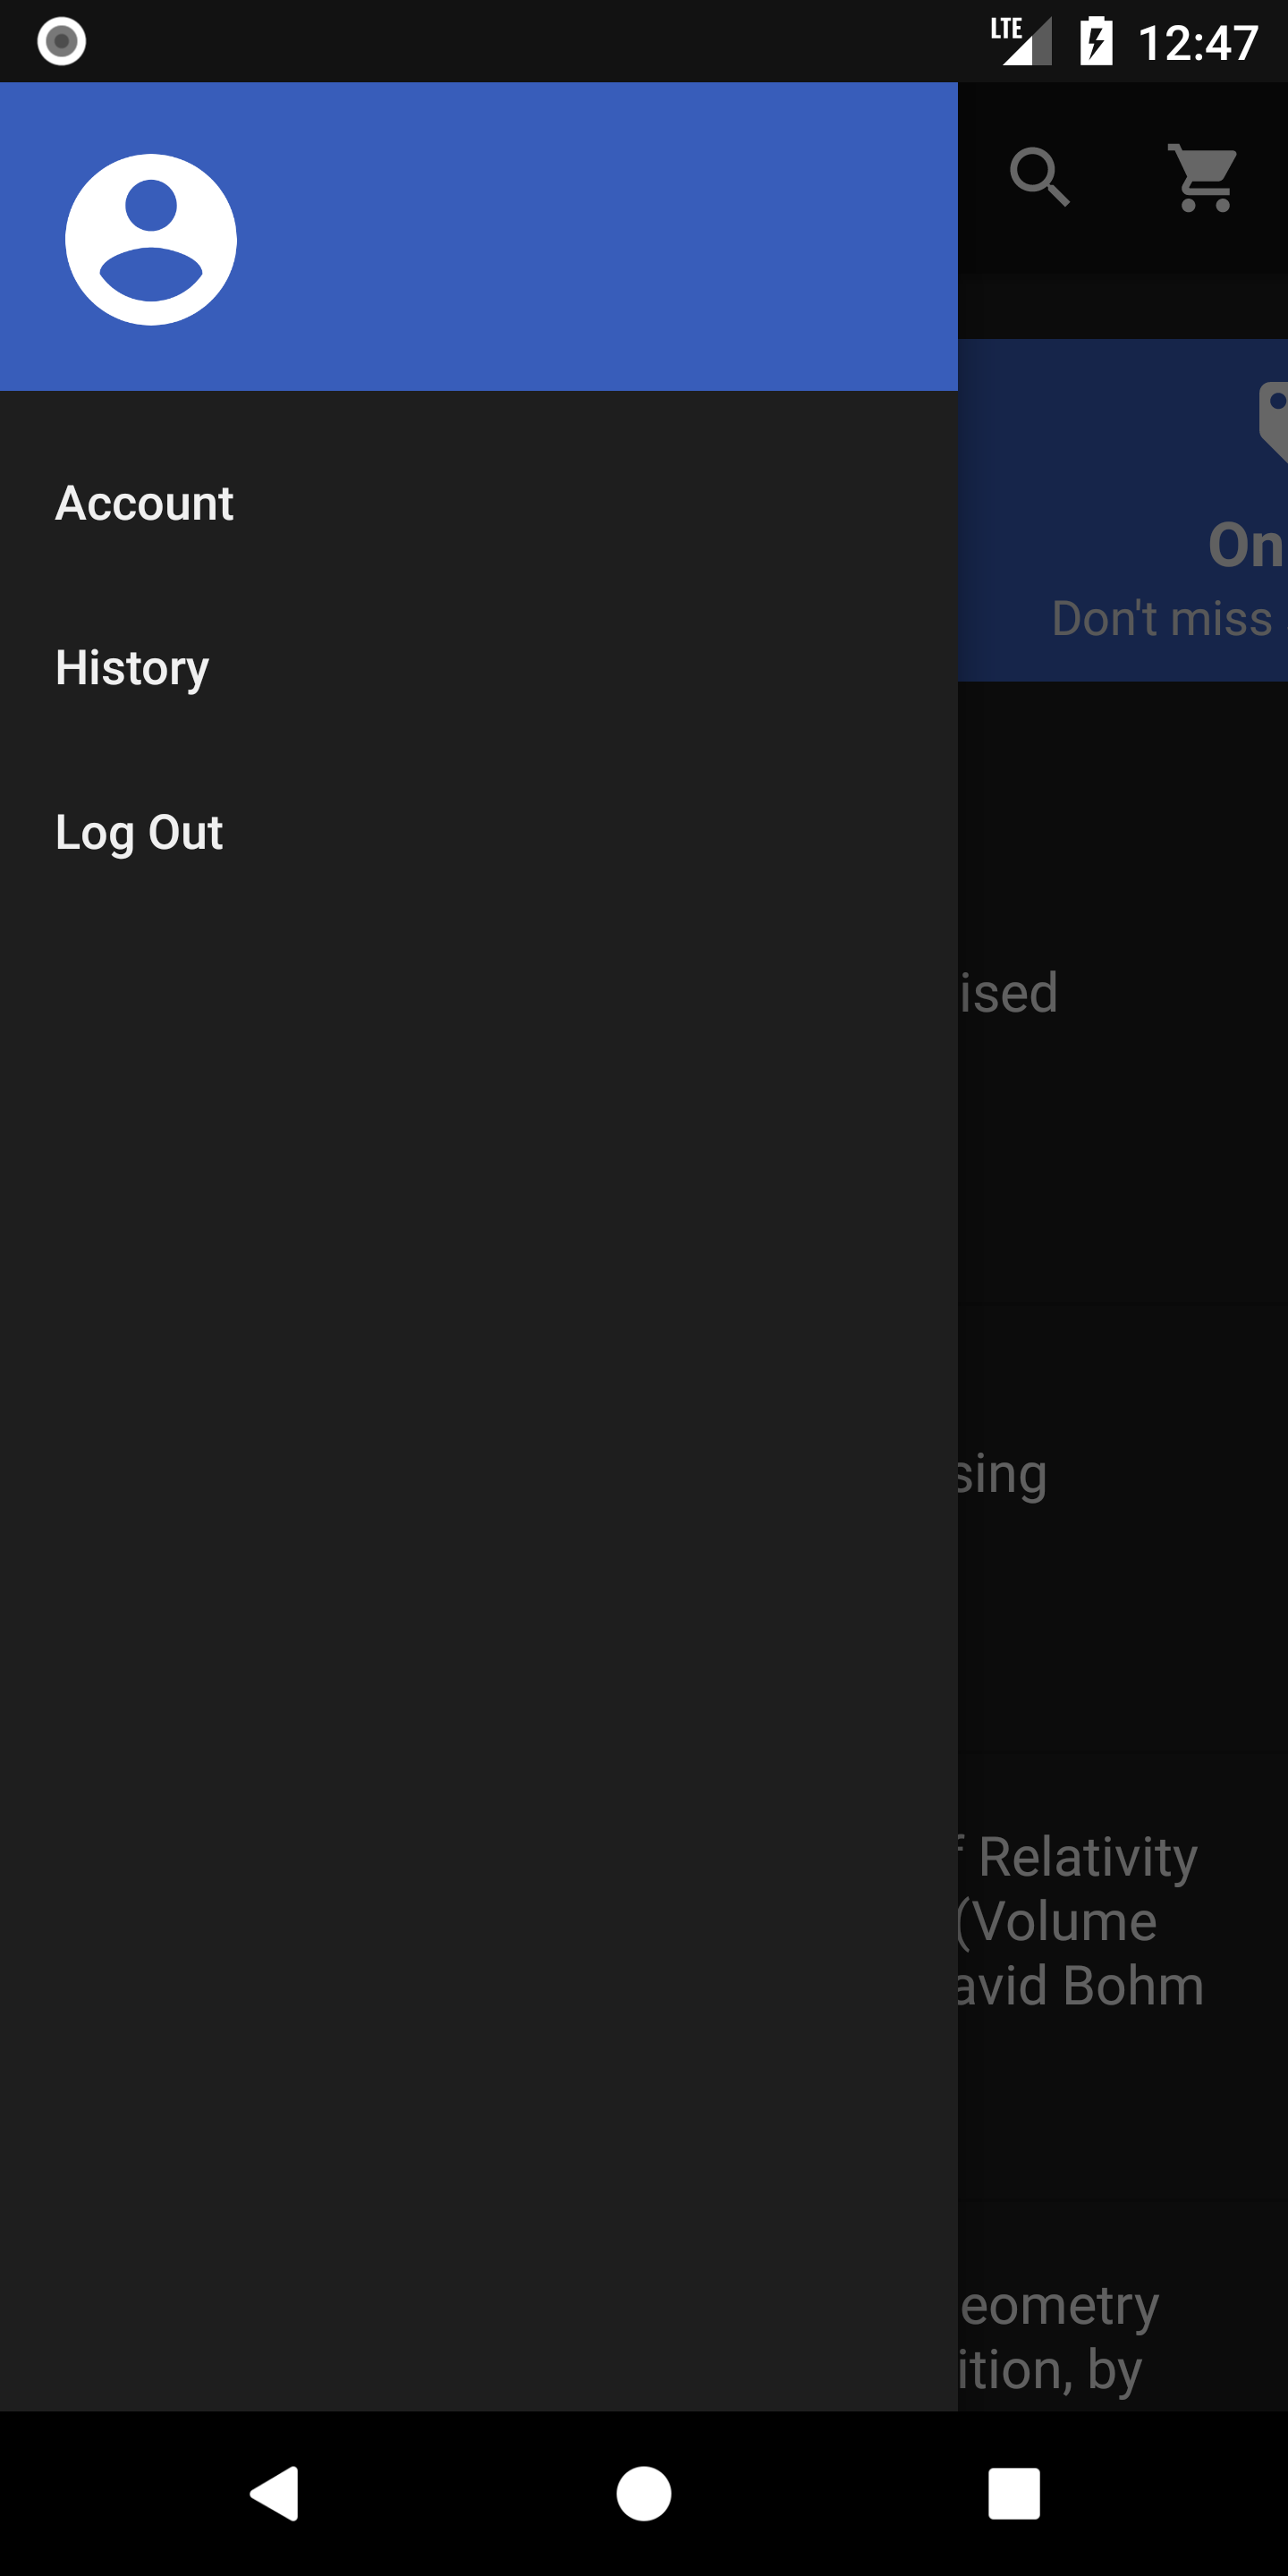 LTE 12:47
Account
History
Log Out
On
Don't miss
ised
sing
f Relativity
(Volume
avid Bohm
eometry
ition, by